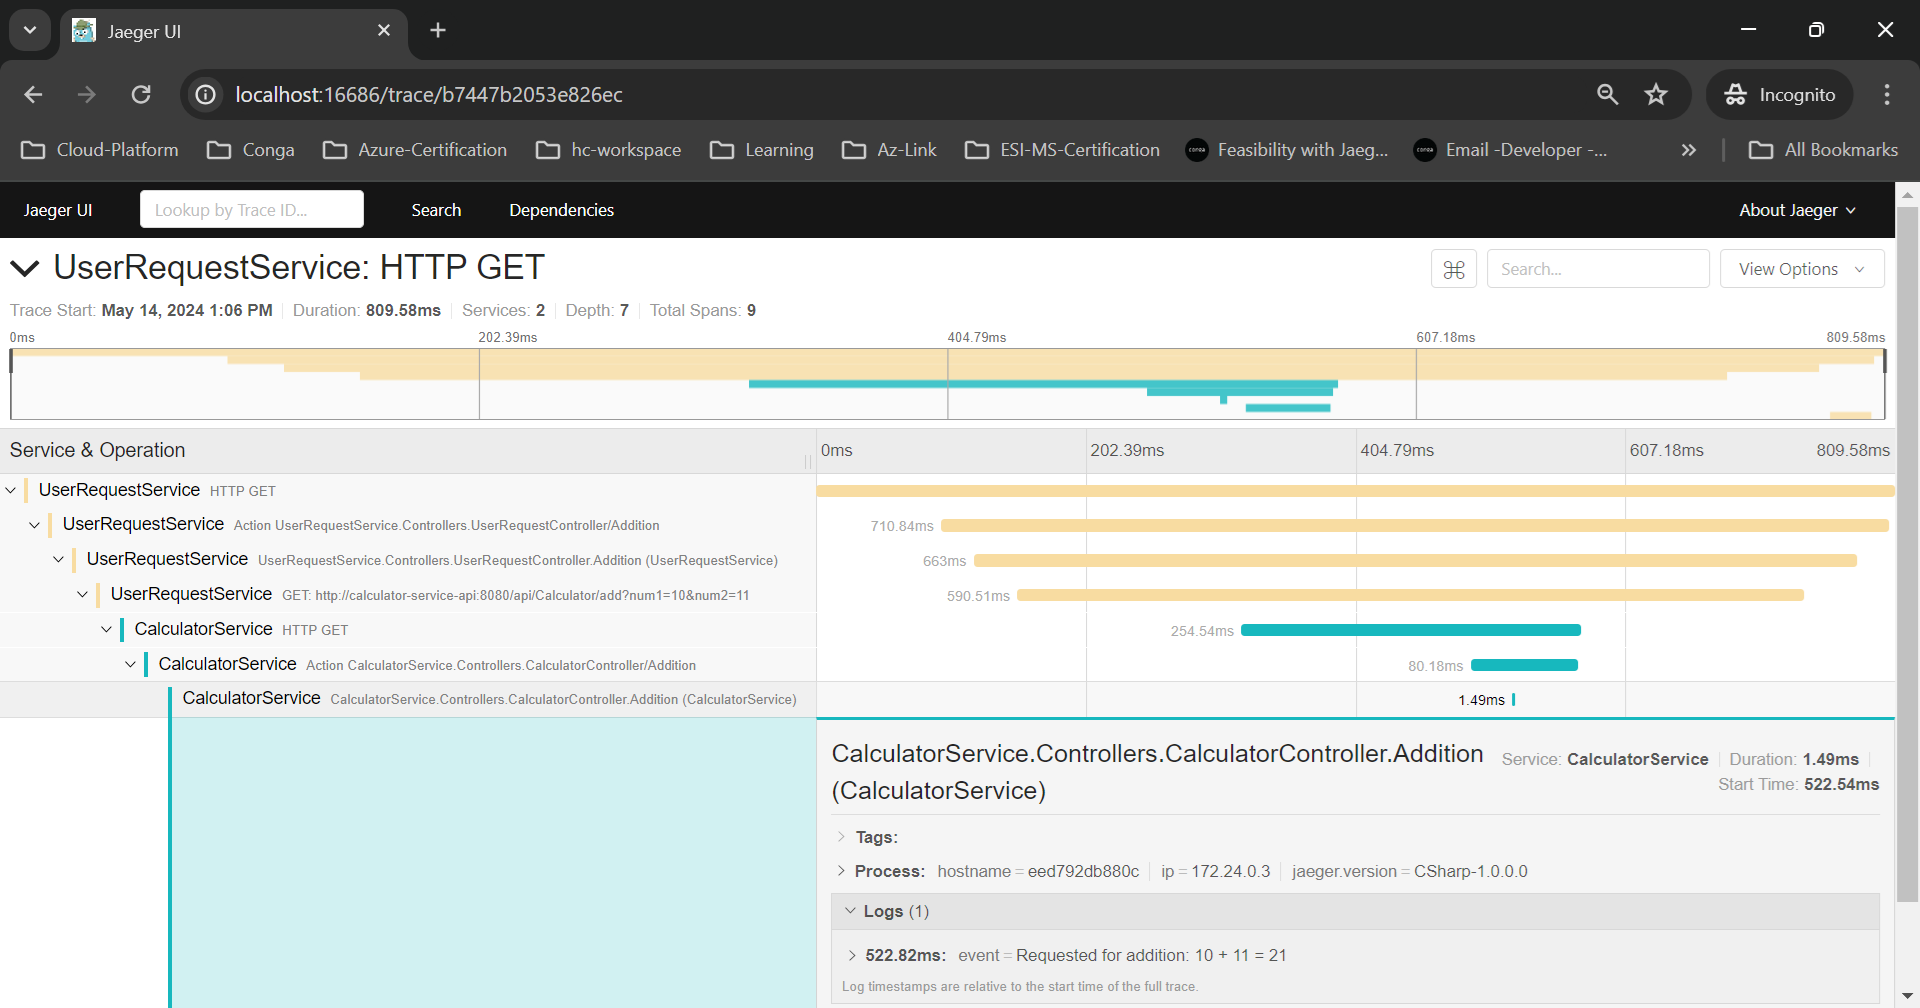 Jaeger UI
localhost:16686/trace/b7447b2053e826ec
Incognito
Cloud-Platform Conga Azure-Certification hc-workspace Learning Az-Link ESI-MS-Certification Feasibility with Jaeg... Email -Developer -... All Bookmarks
Jaeger UI Lookup by Trace ID... Search Dependencies About Jaeger
UserRequestService: HTTP GET Search... View Options
Trace Start: May 14, 2024 1:06 PM Duration: 809.58ms Services: 2 Depth: 7 Total Spans: 9
0ms 202.39ms 404.79ms 607.18ms 809.58ms
Service & Operation 0ms 202.39ms 404.79ms 607.18ms 809.58ms
UserRequestService HTTP GET
UserRequestService Action UserRequestService.Controllers.UserRequestController/Addition 710.84ms
UserRequestService UserRequestService.Controllers.UserRequestController.Addition (UserRequestService) 663ms
UserRequestService GET: http://calculator-service-api:8080/api/Calculator/add?num1=10&num2=11 590.51ms
CalculatorService HTTP GET 254.54ms
CalculatorService Action CalculatorService.Controllers.CalculatorController/Addition 80.18ms
CalculatorService CalculatorService.Controllers.CalculatorController.Addition (CalculatorService) 1.49ms
CalculatorService.Controllers.CalculatorController.Addition Service: CalculatorService Duration: 1.49ms
(CalculatorService) Start Time: 522.54ms
Tags:
Process: hostname = eed792db880c ip = 172.24.0.3 jaeger.version = CSharp-1.0.0.0
Logs (1)
522.82ms: event = Requested for addition: 10 + 11 = 21
Log timestamps are relative to the start time of the full trace.